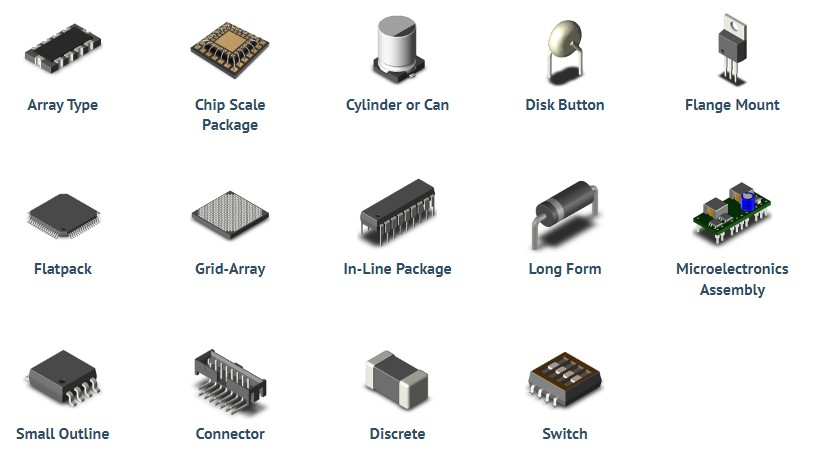 Array Type
Chip Scale
Package
Cylinder or Can
Disk Button
Flange Mount
Flatpack
Grid-Array
In-Line Package
Long Form
Microelectronics
Assembly
Small Outline
Connector
Discrete
Switch